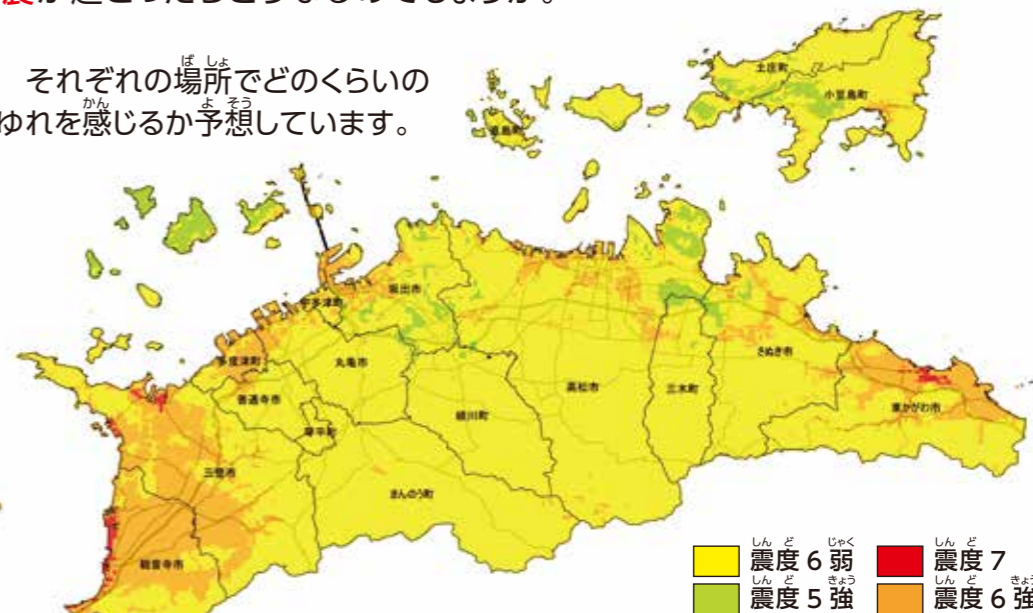 それぞれの場所でどのくらいの
ゆれを感じるか予想しています。
土庄町
小豆島町
直島町
坂出市
宇多津町
多度津町
丸亀市
善通寺市
琴平町
綾川町
高松市
三木町
さぬき市
東かがわ市
三豊市
まんのう町
観音寺市
震度6弱
震度7
震度5強
震度6強